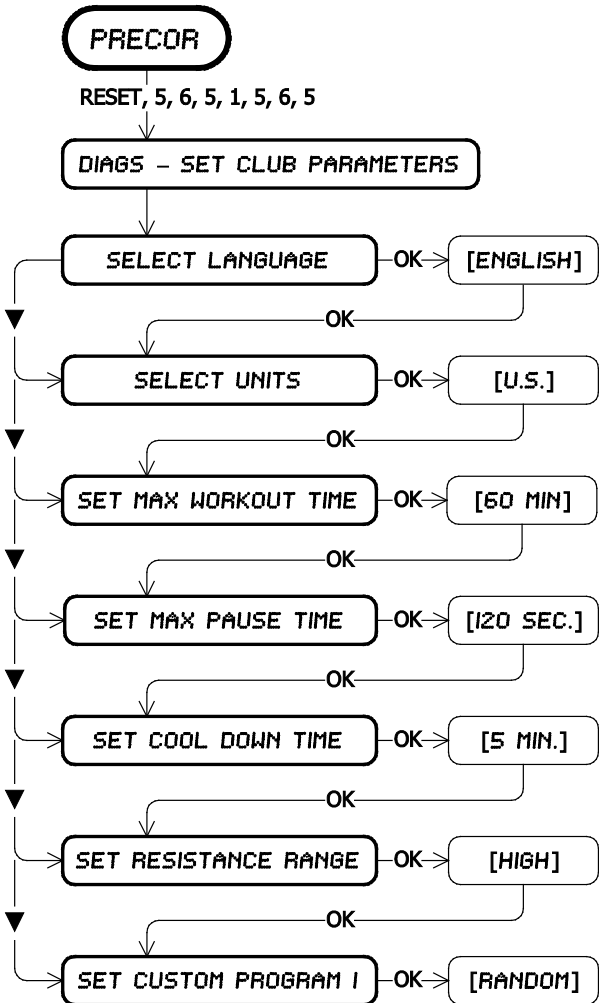 PRECOR
RESET, 5, 6, 5, 1, 5, 6, 5
DIAGS – SET CLUB PARAMETERS
SELECT LANGUAGE OK [ENGLISH]
▼ OK
SELECT UNITS OK [U.S.]
▼ OK
SET MAX WORKOUT TIME OK [60 MIN]
▼ OK
SET MAX PAUSE TIME OK [120 SEC.]
▼ OK
SET COOL DOWN TIME OK [5 MIN.]
▼ OK
SET RESISTANCE RANGE OK [HIGH]
▼ OK
SET CUSTOM PROGRAM 1 OK [RANDOM]